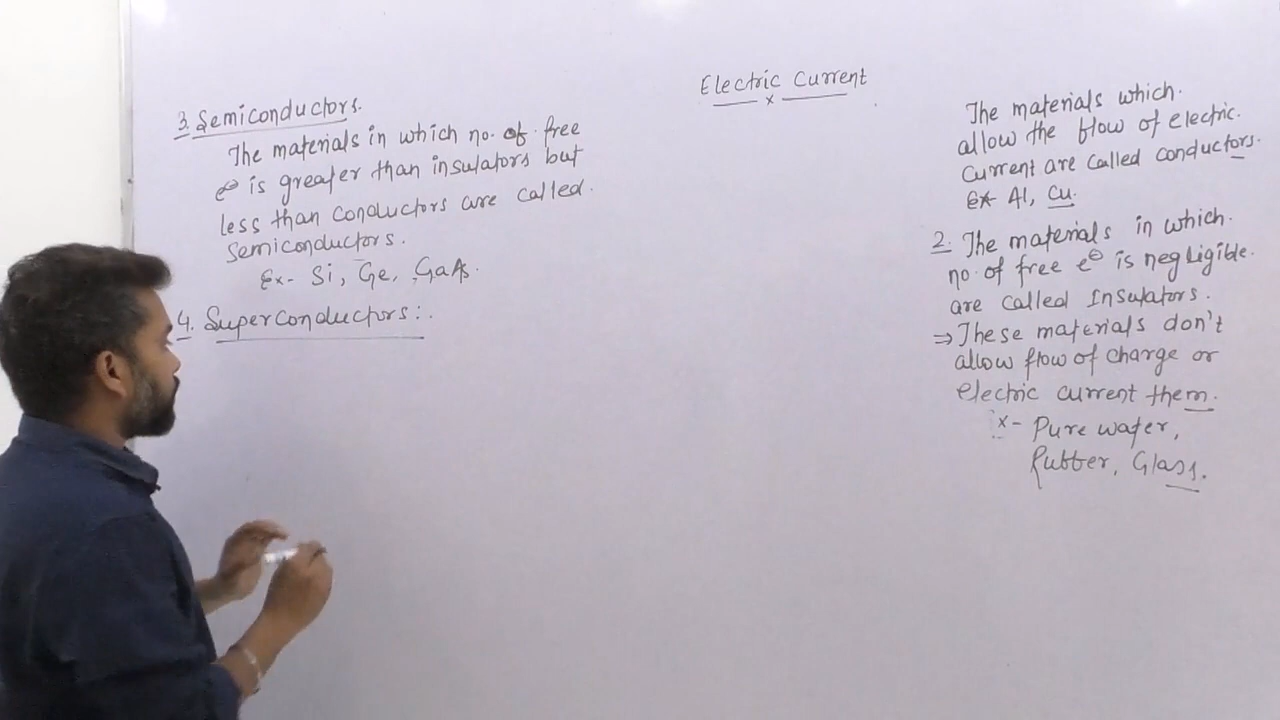 Electric Current
x
3. Semiconductors.
The materials in which no. of free
e⊖ is greater than insulators but
less than conductors are called.
Semiconductors.
Ex- Si, Ge, GaAs.
4. Superconductors:.
The materials which.
allow the flow of electric.
Current are called conductors.
Ex- Al, Cu.
2. The materials in which.
no. of free e⊖ is negligible.
are called Insulators.
⇒ These materials don't
allow flow of charge or
electric current them.
x- Pure water,
Rubber, Glass.